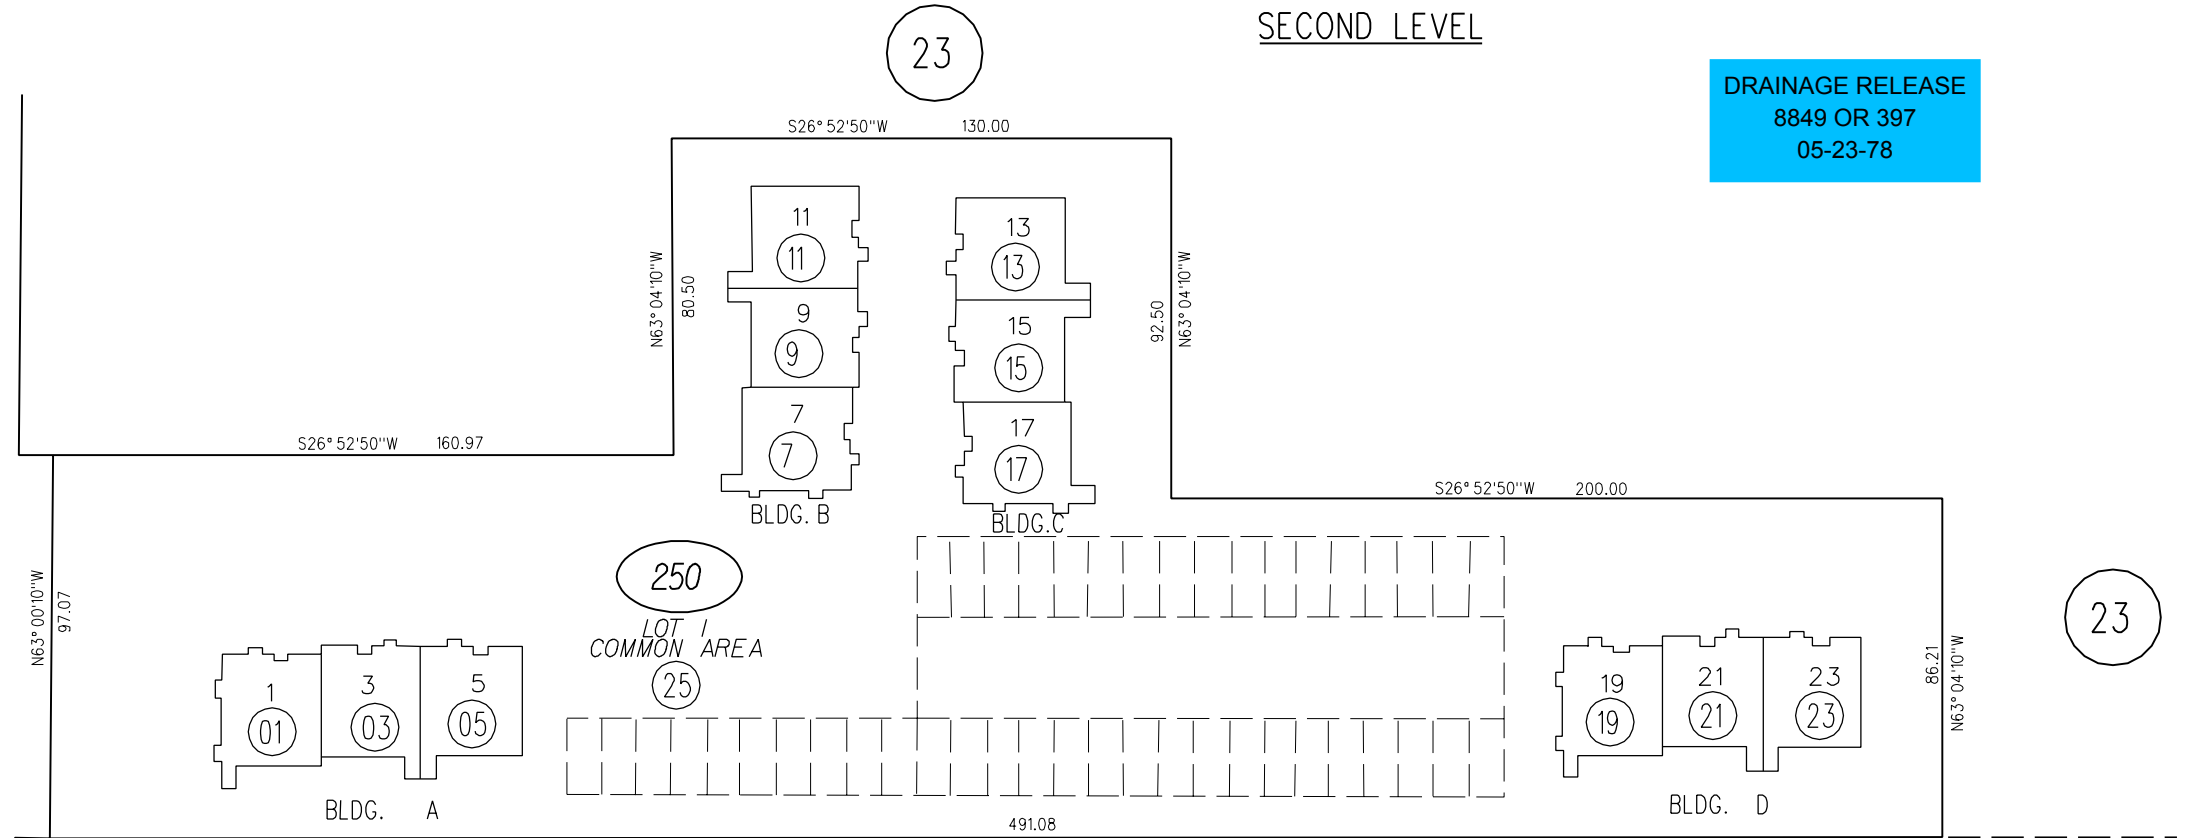 SECOND LEVEL
23
DRAINAGE RELEASE
8849 OR 397
05-23-78
S26°52'50"W 130.00
N63°04'10"W
80.50
11
11
9
9
7
7
BLDG. B
13
13
15
15
17
17
BLDG.C
92.50
N63°04'10"W
S26°52'50"W 160.97
S26°52'50"W 200.00
N63°00'10"W
97.07
250
LOT 1
COMMON AREA
25
1
01
3
03
5
05
BLDG. A
19
19
21
21
23
23
BLDG. D
86.21
N63°04'10"W
23
491.08